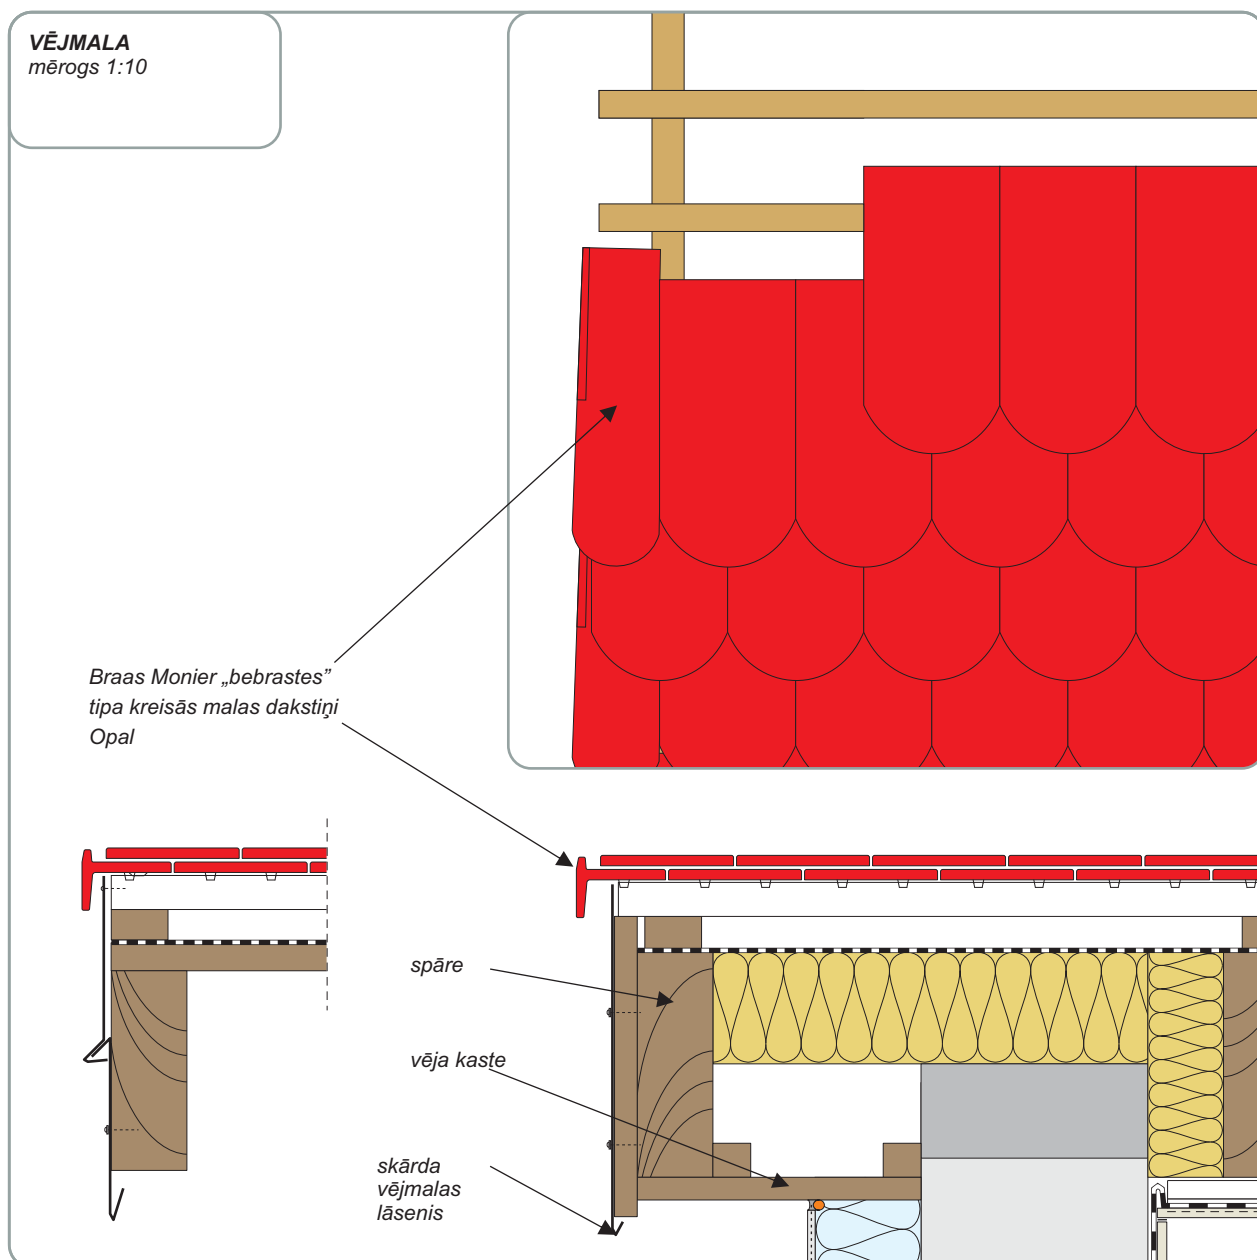 VĒJMALA
mērogs 1:10
Braas Monier „bebrastes”
tipa kreisās malas dakstiņi
Opal
spāre
vēja kaste
skārda
vējmalas
lāsenis